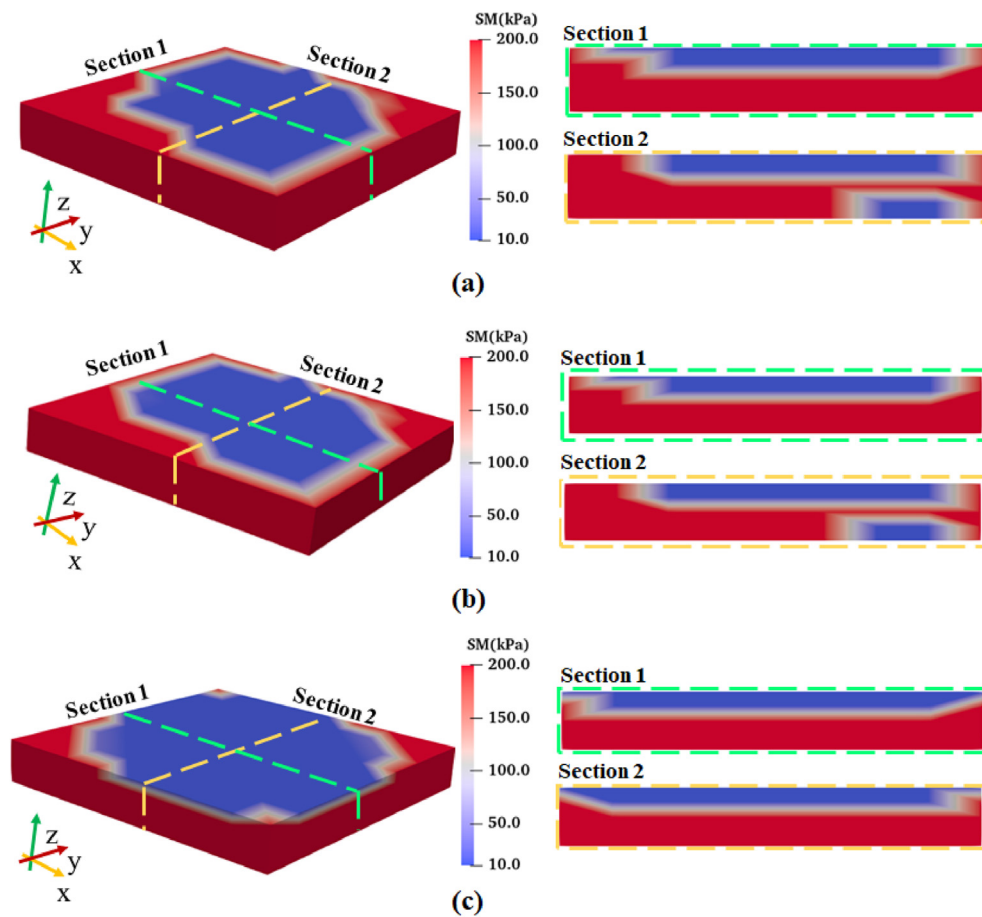 SM(kPa)
Section 1
Section 2
200.0
150.0
100.0
50.0
10.0
z
y
x
Section 1
Section 2
(a)
SM(kPa)
Section 1
Section 2
200.0
150.0
100.0
50.0
10.0
z
y
x
Section 1
Section 2
(b)
SM(kPa)
Section 1
Section 2
200.0
150.0
100.0
50.0
10.0
z
y
x
Section 1
Section 2
(c)